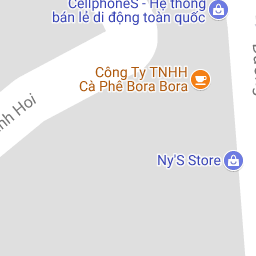 CellphoneS - Hệ thống
bán lẻ di động toàn quốc
Công Ty TNHH
Cà Phê Bora Bora
Ny'S Store
Hoi